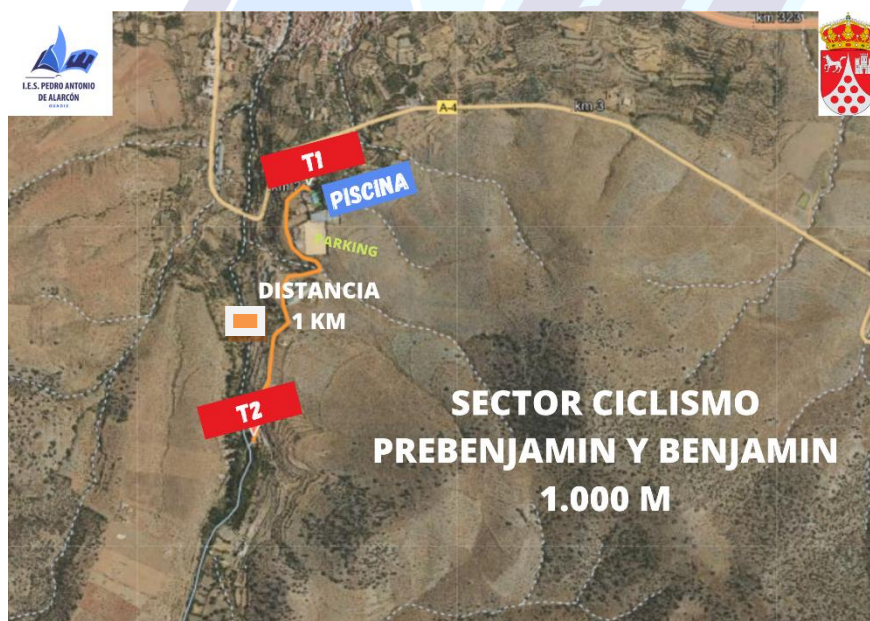 I.E.S. PEDRO ANTONIO
DE ALARCÓN
GUADIX
km 323
A-4
km 3
T1
PISCINA
PARKING
DISTANCIA
1 KM
T2
SECTOR CICLISMO
PREBENJAMIN Y BENJAMIN
1.000 M